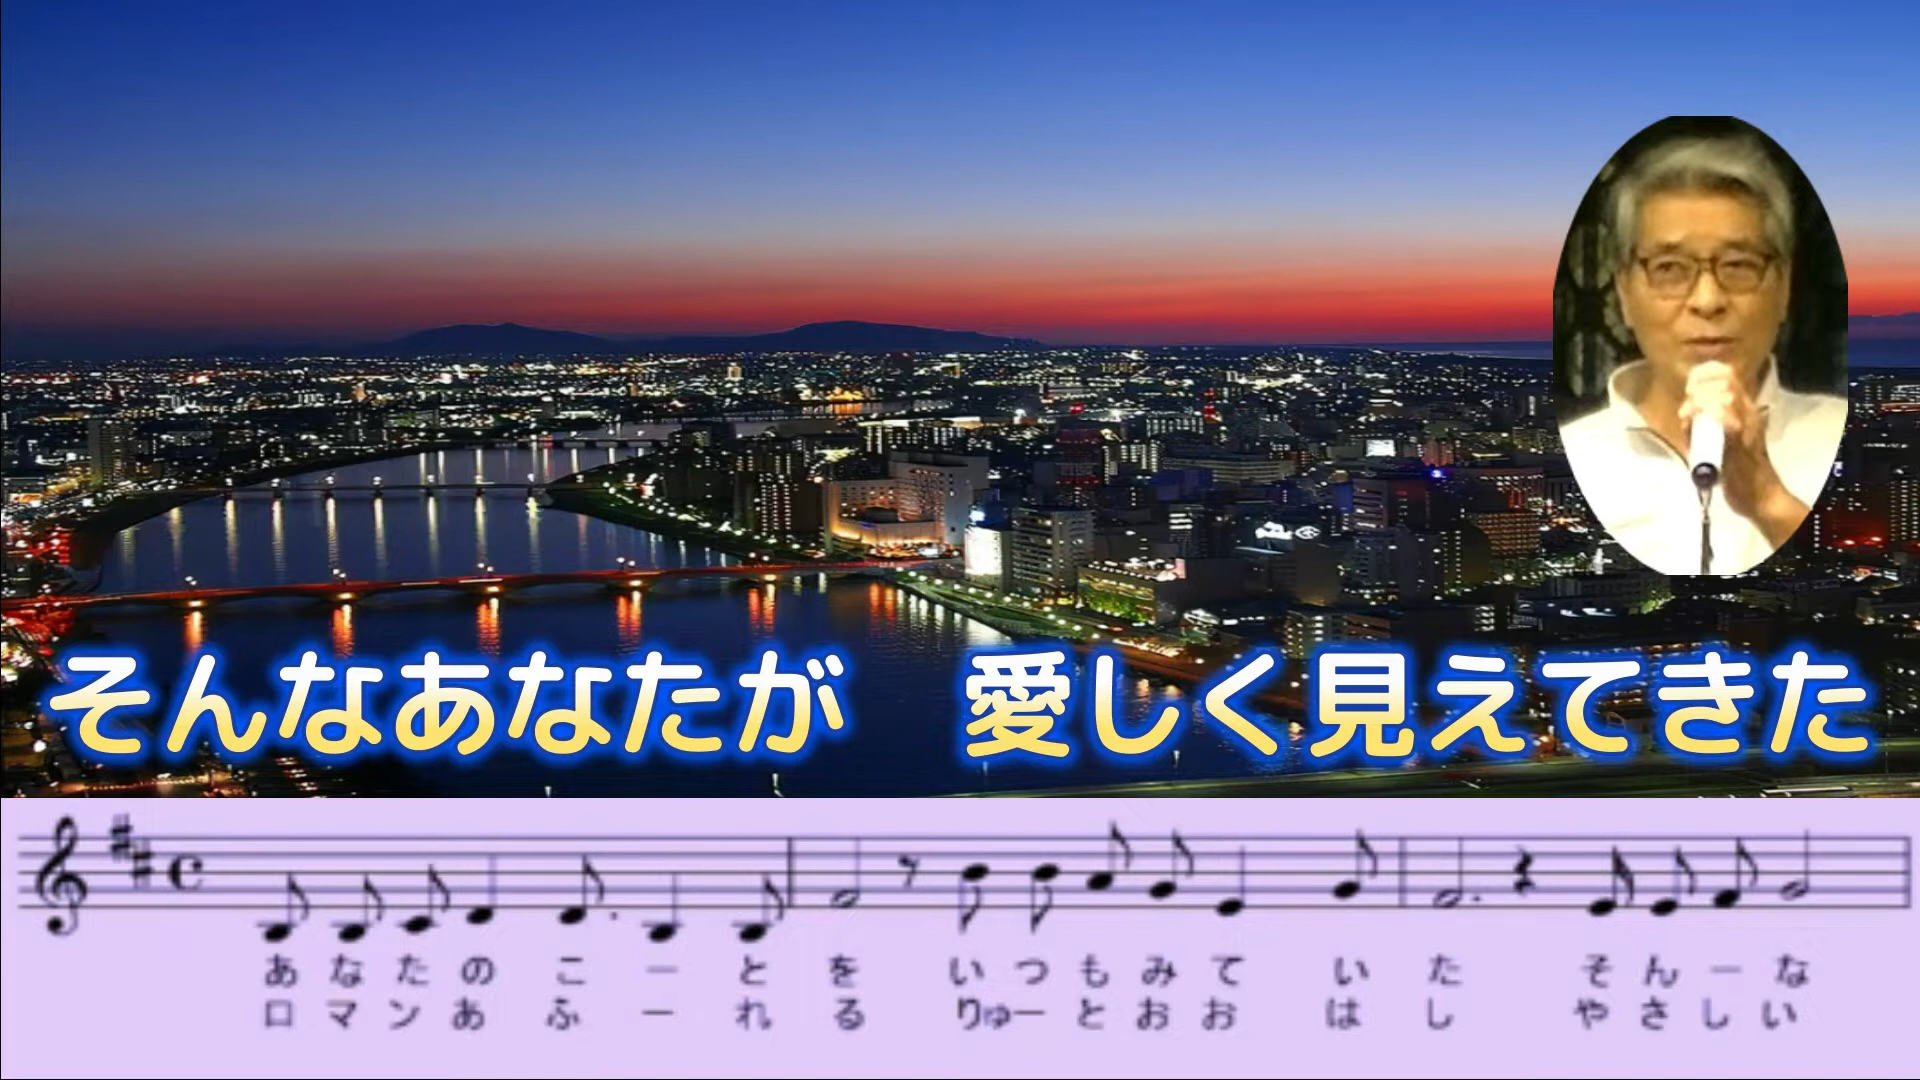 そんなあなたが　愛しく見えてきた
あなたのこーとを いつもみてい た そんーな
ロマンあふーれる りゅーとおおはし やさしい